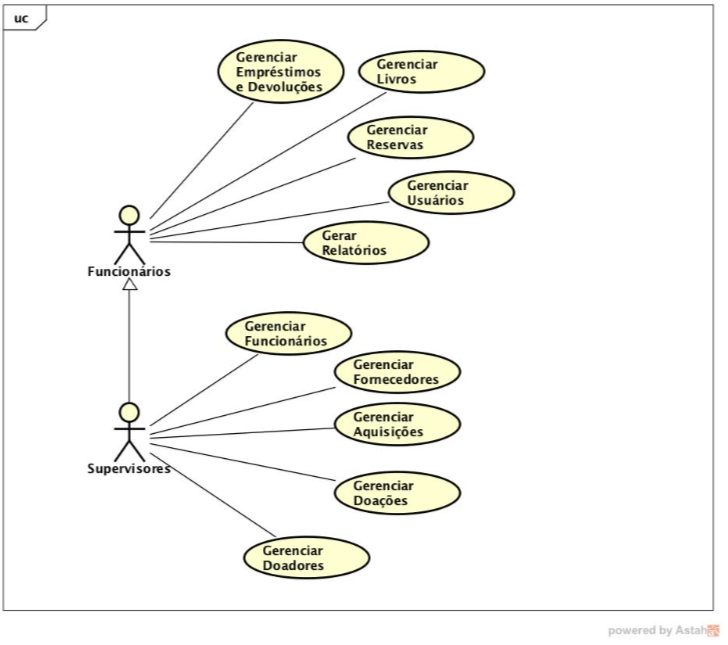 uc
Gerenciar
Empréstimos
e Devoluções
Gerenciar
Livros
Gerenciar
Reservas
Gerenciar
Usuários
Gerar
Relatórios
Funcionários
Gerenciar
Funcionários
Gerenciar
Fornecedores
Gerenciar
Aquisições
Supervisores
Gerenciar
Doações
Gerenciar
Doadores
powered by Astah